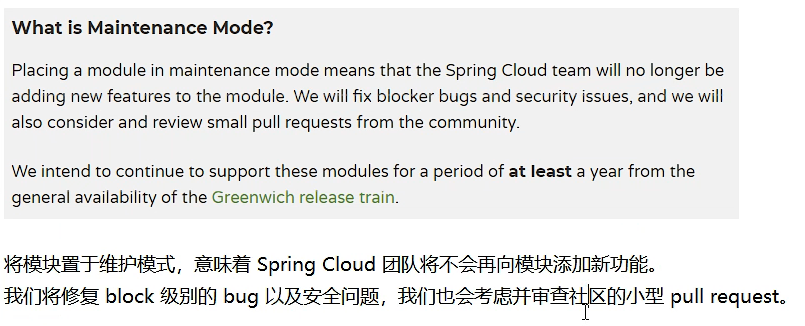 What is Maintenance Mode?
Placing a module in maintenance mode means that the Spring Cloud team will no longer be
adding new features to the module. We will fix blocker bugs and security issues, and we will
also consider and review small pull requests from the community.
We intend to continue to support these modules for a period of at least a year from the
general availability of the Greenwich release train.
将模块置于维护模式，意味着 Spring Cloud 团队将不会再向模块添加新功能。
我们将修复 block 级别的 bug 以及安全问题，我们也会考虑并审查社区的小型 pull request。